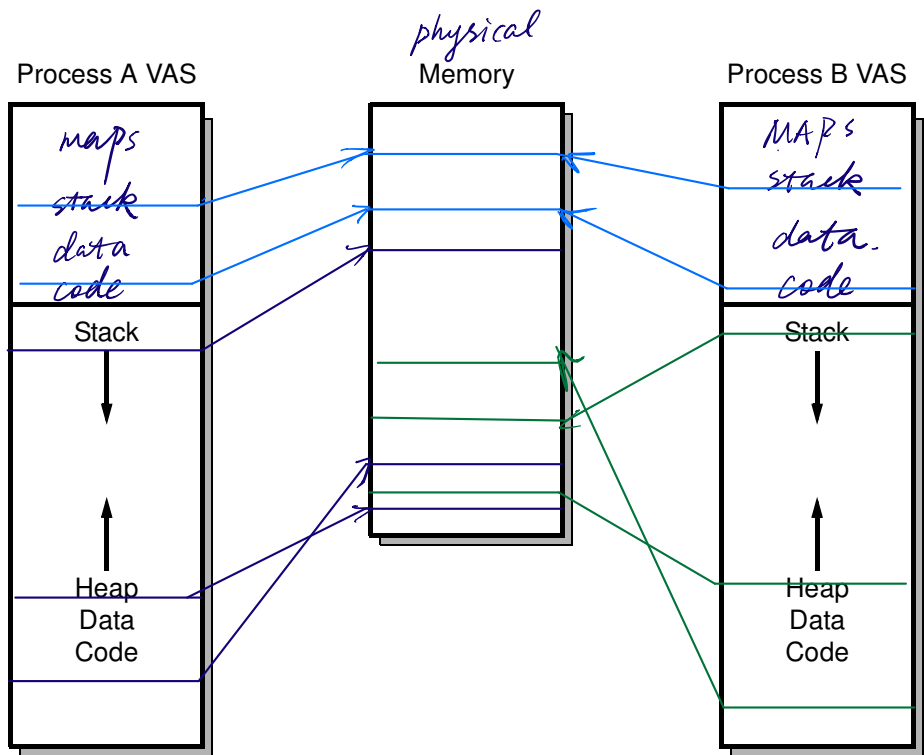 physical
Process A VAS
Memory
Process B VAS
maps
stack
data
code
MAPs
stack
data.
code
Stack
Heap
Data
Code
Stack
Heap
Data
Code